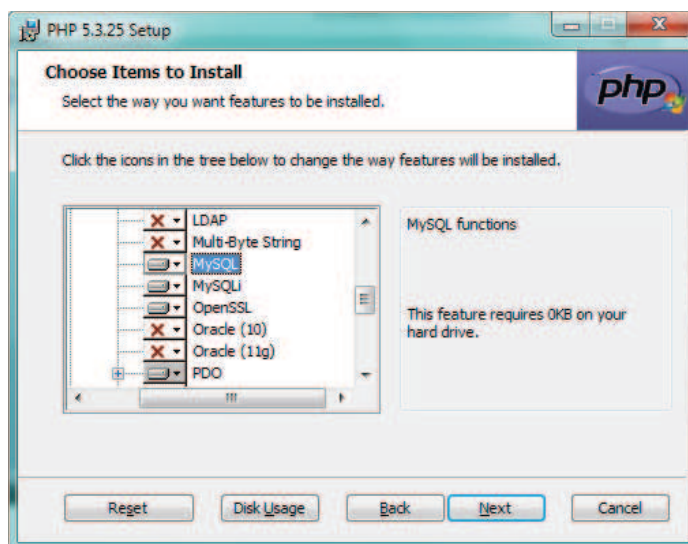 PHP 5.3.25 Setup
Choose Items to Install
Select the way you want features to be installed.
php
Click the icons in the tree below to change the way features will be installed.
LDAP
Multi-Byte String
MySQL
MySQLi
OpenSSL
Oracle (10)
Oracle (11g)
PDO
MySQL functions
This feature requires 0KB on your
hard drive.
Reset
Disk Usage
Back
Next
Cancel